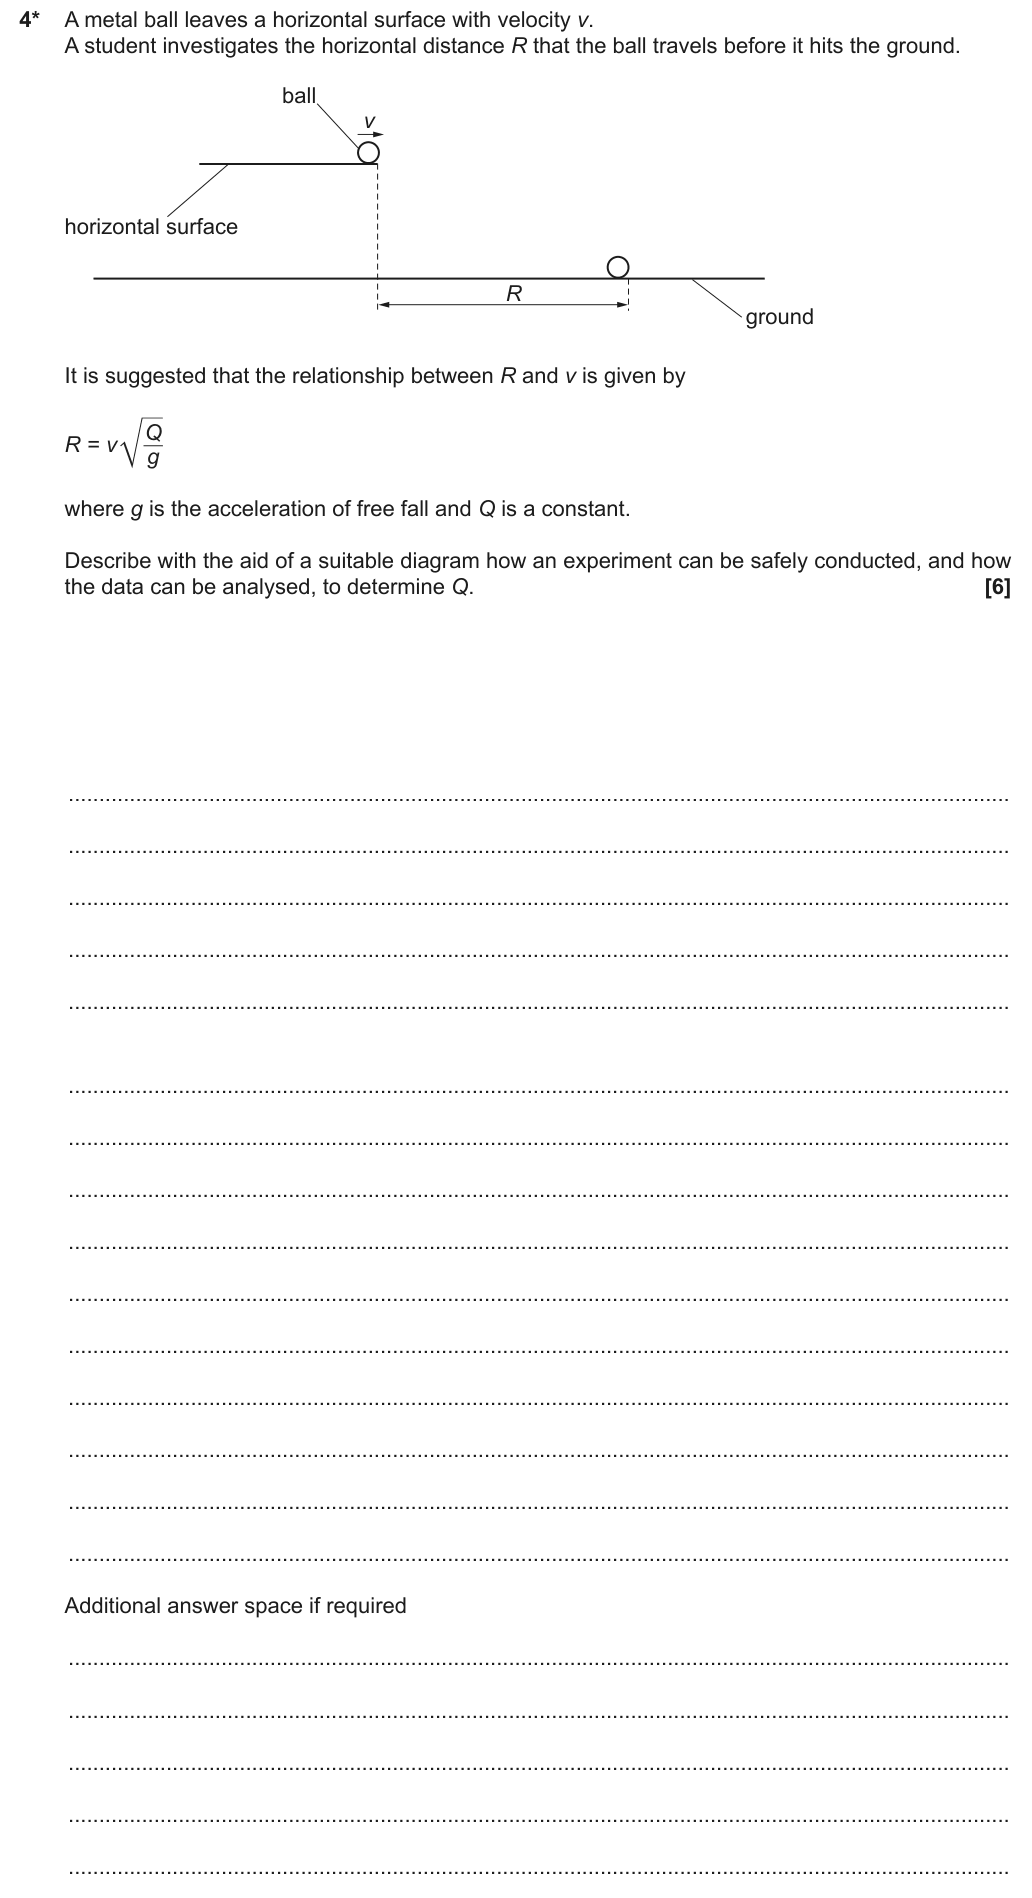 4* A metal ball leaves a horizontal surface with velocity v.
A student investigates the horizontal distance R that the ball travels before it hits the ground.
ball
v
horizontal surface
R
ground
It is suggested that the relationship between R and v is given by
R = v√(Q/g)
where g is the acceleration of free fall and Q is a constant.
Describe with the aid of a suitable diagram how an experiment can be safely conducted, and how
the data can be analysed, to determine Q. [6]
Additional answer space if required